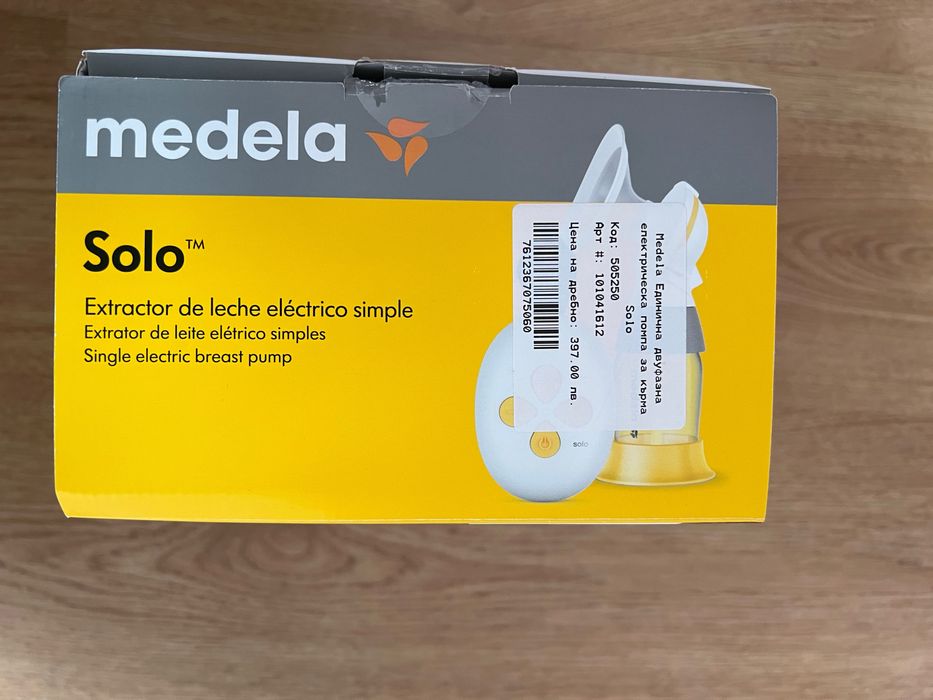 medela
Solo™
Extractor de leche eléctrico simple
Extrator de leite elétrico simples
Single electric breast pump
Medela Единична двуфазна
електрическа помпа за кърма
Solo
Код: 505250
Арт #: 101041612
Цена на дребно: 397.00 лв.
7612367075060
solo